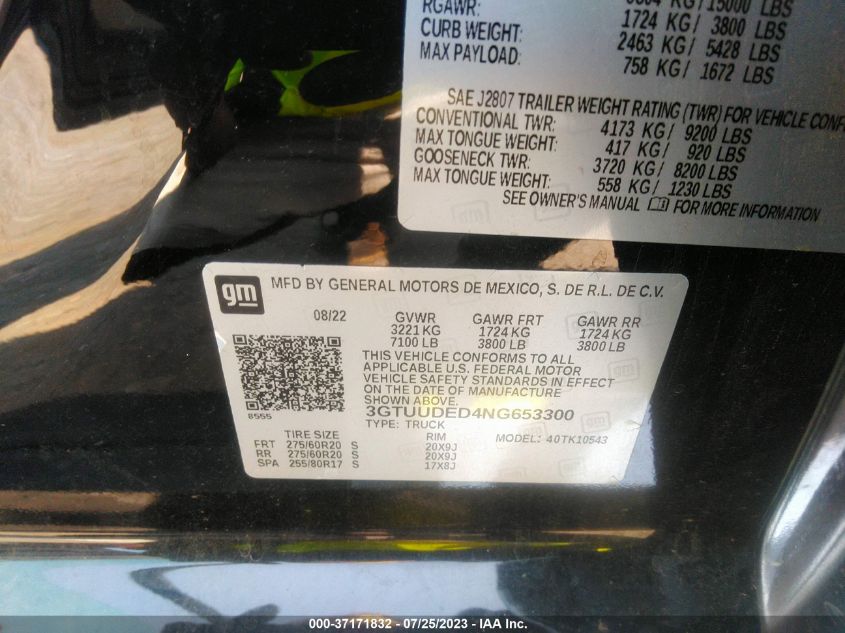 RGAWR:
15000 LBS
CURB WEIGHT: 1724 KG/ 3800 LBS
MAX PAYLOAD: 2463 KG/ 5428 LBS
758 KG/ 1672 LBS
SAE J2807 TRAILER WEIGHT RATING (TWR) FOR VEHICLE
CONVENTIONAL TWR: 4173 KG/ 9200 LBS
MAX TONGUE WEIGHT: 417 KG/ 920 LBS
GOOSENECK TWR: 3720 KG/ 8200 LBS
MAX TONGUE WEIGHT: 558 KG/ 1230 LBS
SEE OWNER'S MANUAL FOR MORE INFORMATION
gm MFD BY GENERAL MOTORS DE MEXICO, S. DE R.L. DE C.V.
08/22 GVWR GAWR FRT GAWR RR
3221 KG 1724 KG 1724 KG
7100 LB 3800 LB 3800 LB
THIS VEHICLE CONFORMS TO ALL
APPLICABLE U.S. FEDERAL MOTOR
VEHICLE SAFETY STANDARDS IN EFFECT
ON THE DATE OF MANUFACTURE
SHOWN ABOVE.
8555 3GTUUDED4NG653300
TYPE: TRUCK
TIRE SIZE RIM MODEL: 40TK10543
FRT 275/60R20 S 20X9J
RR 275/60R20 S 20X9J
SPA 255/80R17 S 17X8J
000-37171832 - 07/25/2023 - IAA, Inc.